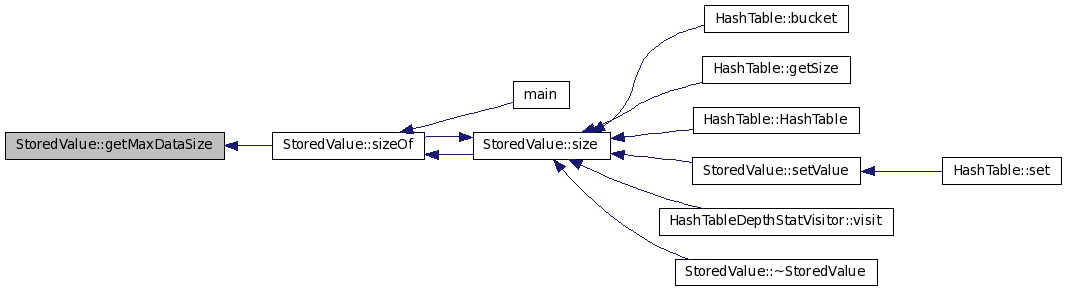 HashTable::bucket
HashTable::getSize
main
HashTable::HashTable
StoredValue::getMaxDataSize
StoredValue::sizeOf
StoredValue::size
StoredValue::setValue
HashTable::set
HashTableDepthStatVisitor::visit
StoredValue::~StoredValue